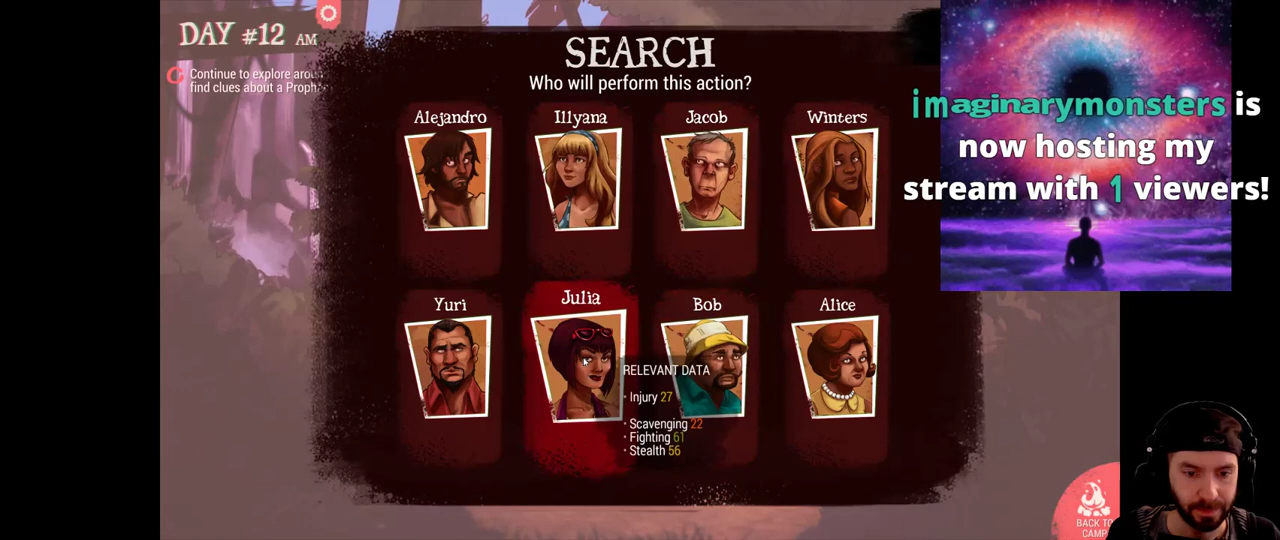 DAY #12 AM
Continue to explore arou
find clues about a Proph
SEARCH
Who will perform this action?
Alejandro
Illyana
Jacob
Winters
Yuri
Julia
Bob
Alice
RELEVANT DATA
· Injury 27
· Scavenging 22
· Fighting 61
· Stealth 56
imaginarymonsters is
now hosting my
stream with 1 viewers!
BACK TO
CAMP